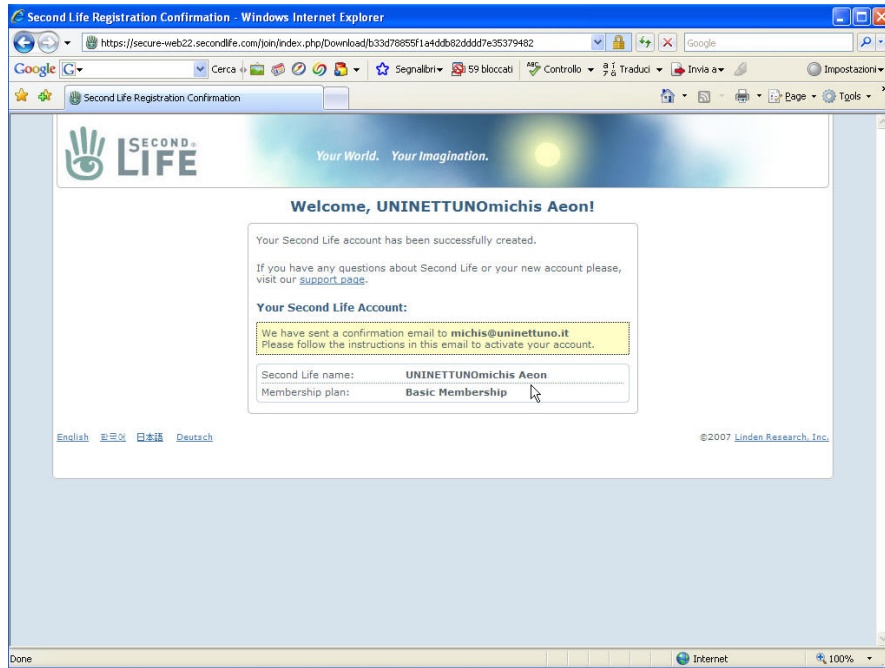 Second Life Registration Confirmation - Windows Internet Explorer
https://secure-web22.secondlife.com/join/index.php/Download/b33d78855f1a4ddb82dddd7e35379482
Google
Google G Cerca Segnalibri 59 bloccati Controllo Traduci Invia a Impostazioni
Second Life Registration Confirmation
Page Tools
SECOND LIFE
Your World. Your Imagination.
Welcome, UNINETTUNOmichis Aeon!
Your Second Life account has been successfully created.
If you have any questions about Second Life or your new account please,
visit our support page.
Your Second Life Account:
We have sent a confirmation email to michis@uninettuno.it
Please follow the instructions in this email to activate your account.
Second Life name: UNINETTUNOmichis Aeon
Membership plan: Basic Membership
English 한국어 日本語 Deutsch
©2007 Linden Research, Inc.
Done Internet 100%